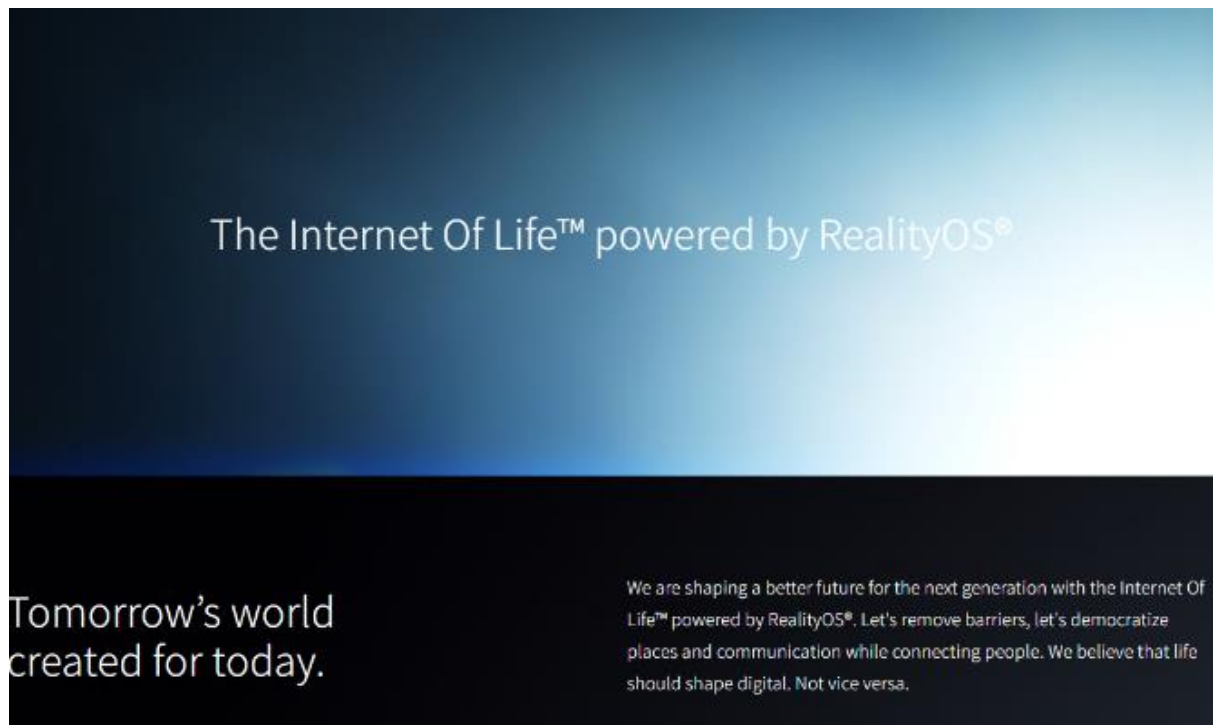 The Internet Of Life™ powered by RealityOS®
Tomorrow's world
created for today.
We are shaping a better future for the next generation with the Internet Of
Life™ powered by RealityOS®. Let's remove barriers, let's democratize
places and communication while connecting people. We believe that life
should shape digital. Not vice versa.